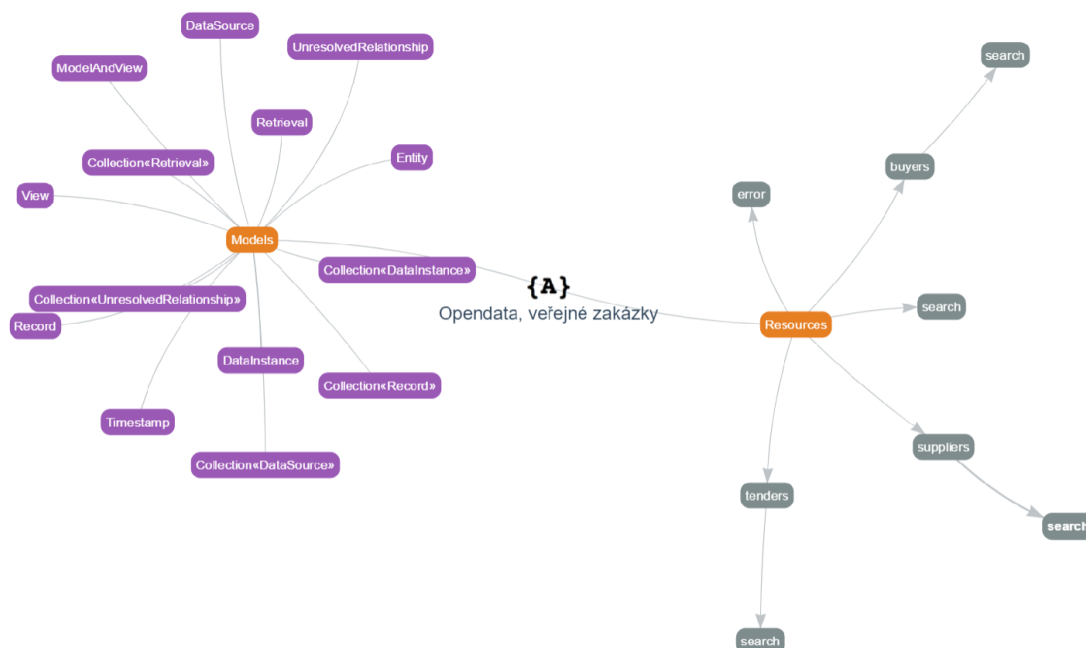 DataSource
UnresolvedRelationship
search
ModelAndView
Retrieval
Collection«Retrieval»
Entity
buyers
View
error
Models
Collection«DataInstance»
{A}
Collection«UnresolvedRelationship»
search
Opendata, veřejné zakázky
Record
Resources
DataInstance
Collection«Record»
Timestamp
suppliers
Collection«DataSource»
tenders
search
search